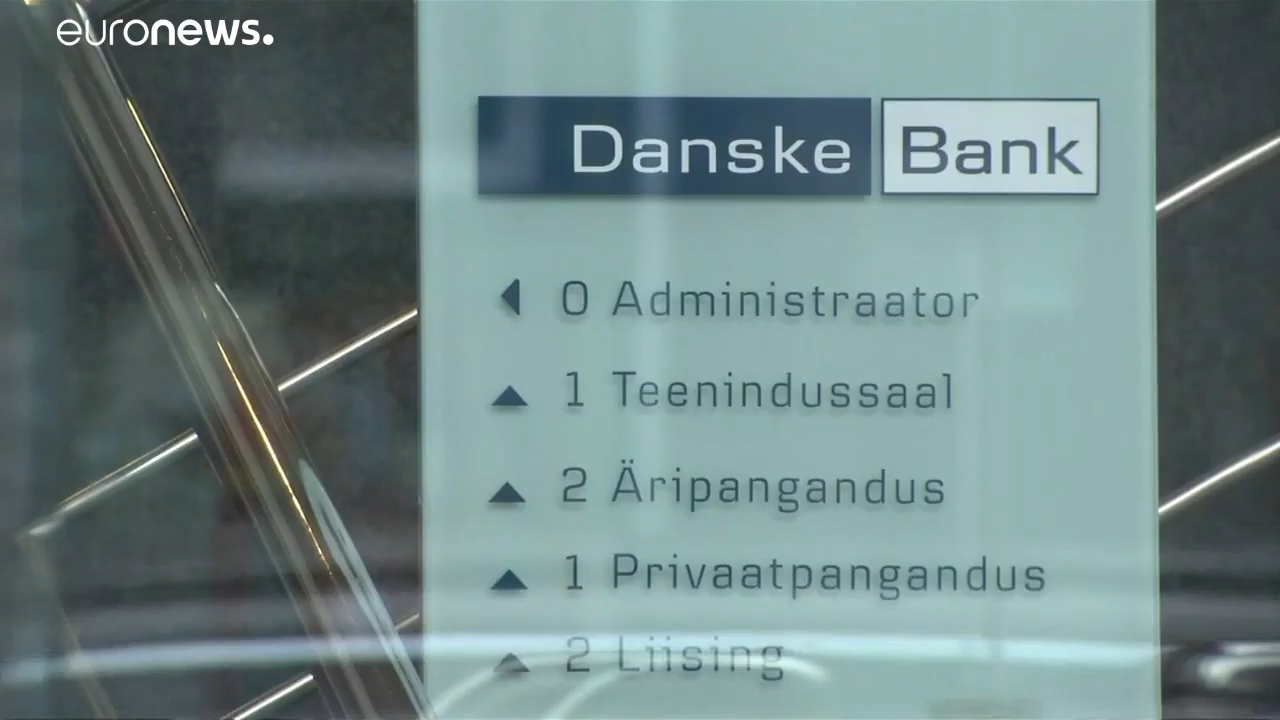 euronews.
Danske Bank
0 Administraator
1 Teenindussaal
2 Äripangandus
1 Privaatpangandus
2 Liising